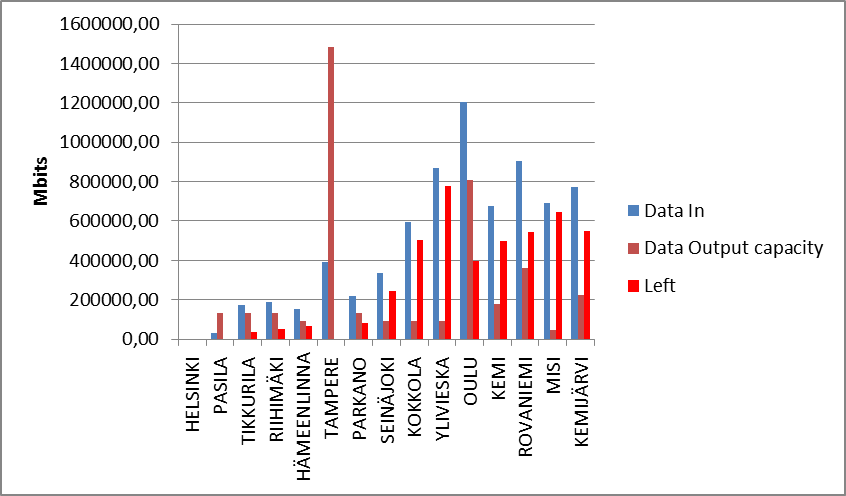 1600000,00
1400000,00
1200000,00
1000000,00
800000,00
600000,00
400000,00
200000,00
0,00
Mbits
HELSINKI
PASILA
TIKKURILA
RIIHIMÄKI
HÄMEENLINNA
TAMPERE
PARKANO
SEINÄJOKI
KOKKOLA
YLIVIESKA
OULU
KEMI
ROVANIEMI
MISI
KEMIJÄRVI
Data In
Data Output capacity
Left